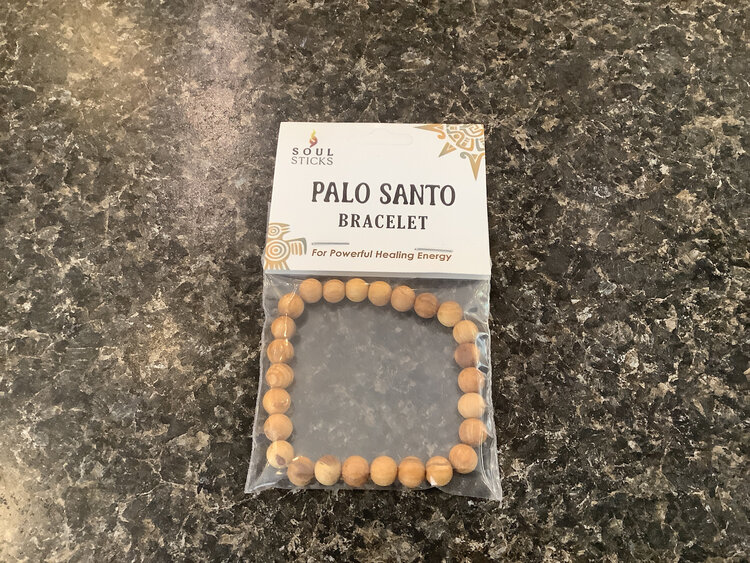 SOUL
STICKS
PALO SANTO
BRACELET
For Powerful Healing Energy